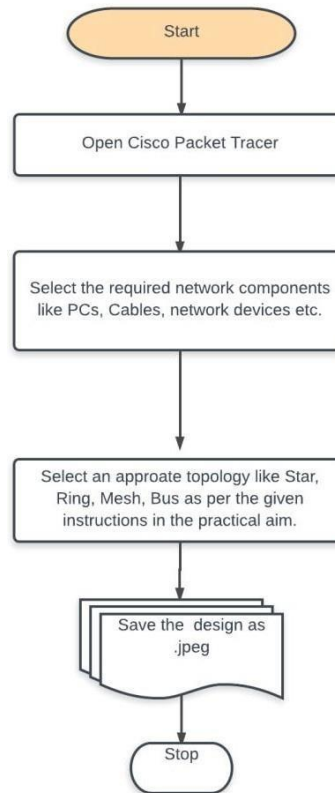 Start
Open Cisco Packet Tracer
Select the required network components
like PCs, Cables, network devices etc.
Select an approate topology like Star,
Ring, Mesh, Bus as per the given
instructions in the practical aim.
Save the design as
.jpeg
Stop